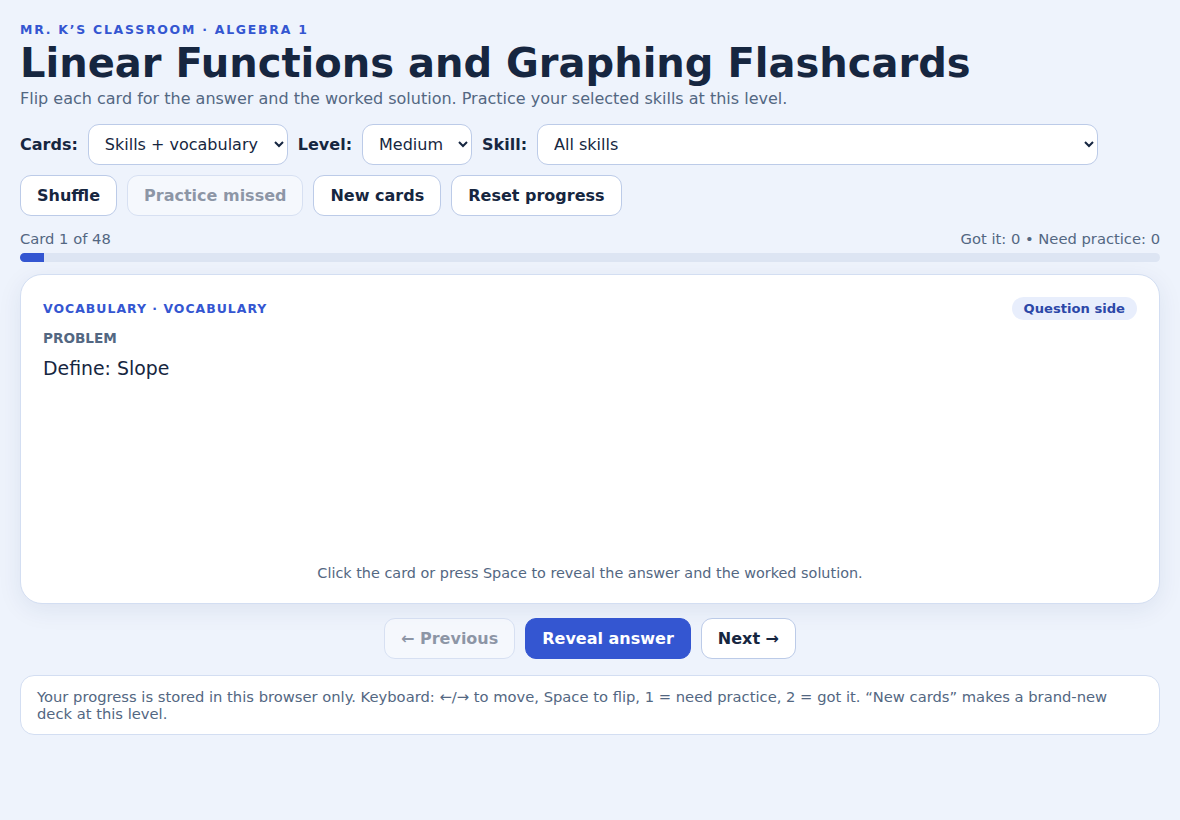 MR. K'S CLASSROOM · ALGEBRA 1
Linear Functions and Graphing Flashcards
Flip each card for the answer and the worked solution. Practice your selected skills at this level.
Cards: Skills + vocabulary Level: Medium Skill: All skills
Shuffle Practice missed New cards Reset progress
Card 1 of 48 Got it: 0 • Need practice: 0
VOCABULARY · VOCABULARY Question side
PROBLEM
Define: Slope
Click the card or press Space to reveal the answer and the worked solution.
← Previous Reveal answer Next →
Your progress is stored in this browser only. Keyboard: ←/→ to move, Space to flip, 1 = need practice, 2 = got it. “New cards” makes a brand-new
deck at this level.